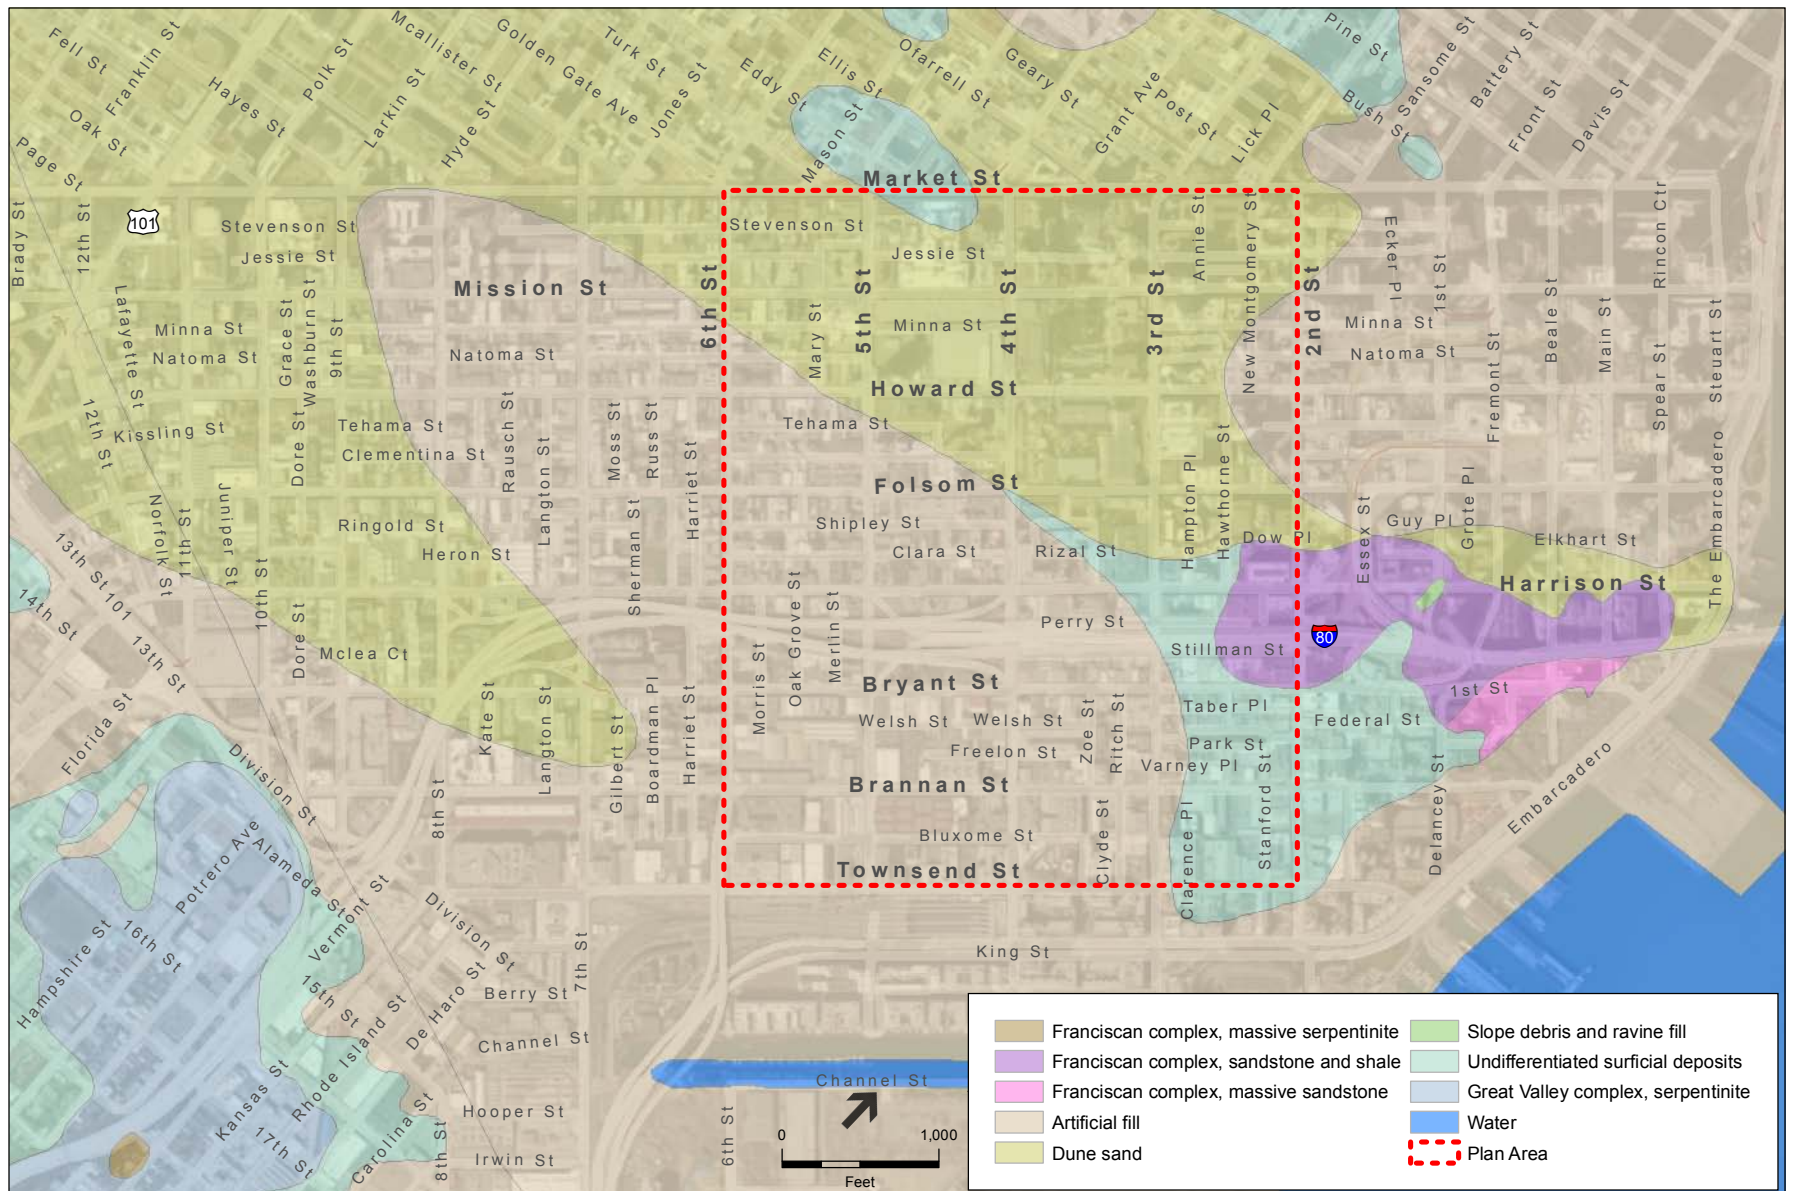 Fell St
Franklin St
Polk St
Mcallister St
Golden Gate Ave
Turk St
Jones St
Eddy St
Ellis St
Ofarrell St
Geary St
Grant Ave
Post St
Lick Pl
Pine St
Bush St
Sansome St
Battery St
Front St
Davis St
Oak St
Hayes St
Larkin St
Hyde St
Mason St
Page St
Market St
Brady St
12th St
101
Stevenson St
Jessie St
Stevenson St
Jessie St
Annie St
New Montgomery St
Ecker Pl
1st St
Rincon Ctr
Mission St
6th St
5th St
4th St
3rd St
2nd St
Lafayette St
Minna St
Natoma St
Grace St
Washburn St
9th St
Natoma St
Mary St
Minna St
Minna St
Natoma St
Fremont St
Beale St
Main St
Spear St
Steuart St
Howard St
12th St
Kissling St
Dore St
Tehama St
Clementina St
Rausch St
Langton St
Moss St
Russ St
Harriet St
Tehama St
Hawthorne St
Hampton Pl
Folsom St
Norfolk St
11th St
Juniper St
Ringold St
Heron St
Sherman St
Shipley St
Clara St
Rizal St
Dow Pl
Essex St
Guy Pl
Grote Pl
Elkhart St
The Embarcadero
Harrison St
13th St
101
14th St
13th St
10th St
Dore St
Mclea Ct
Oak Grove St
Merlin St
Morris St
Perry St
Stillman St
80
Bryant St
1st St
Florida St
Division St
Kate St
Langton St
Gilbert St
Boardman Pl
Harriet St
Welsh St
Welsh St
Freelon St
Zoe St
Ritch St
Taber Pl
Park St
Varney Pl
Federal St
Stanford St
Delancey St
Embarcadero
Brannan St
8th St
Bluxome St
Clyde St
Clarence Pl
Townsend St
Potrero Ave
Alameda St
Vermont St
Division St
Hampshire St
16th St
15th St
7th St
King St
Berry St
De Haro St
Rhode Island St
Channel St
Channel St
Kansas St
17th St
Carolina St
8th St
Hooper St
Irwin St
6th St
0
1,000
Feet
Franciscan complex, massive serpentinite
Franciscan complex, sandstone and shale
Franciscan complex, massive sandstone
Artificial fill
Dune sand
Slope debris and ravine fill
Undifferentiated surficial deposits
Great Valley complex, serpentinite
Water
Plan Area